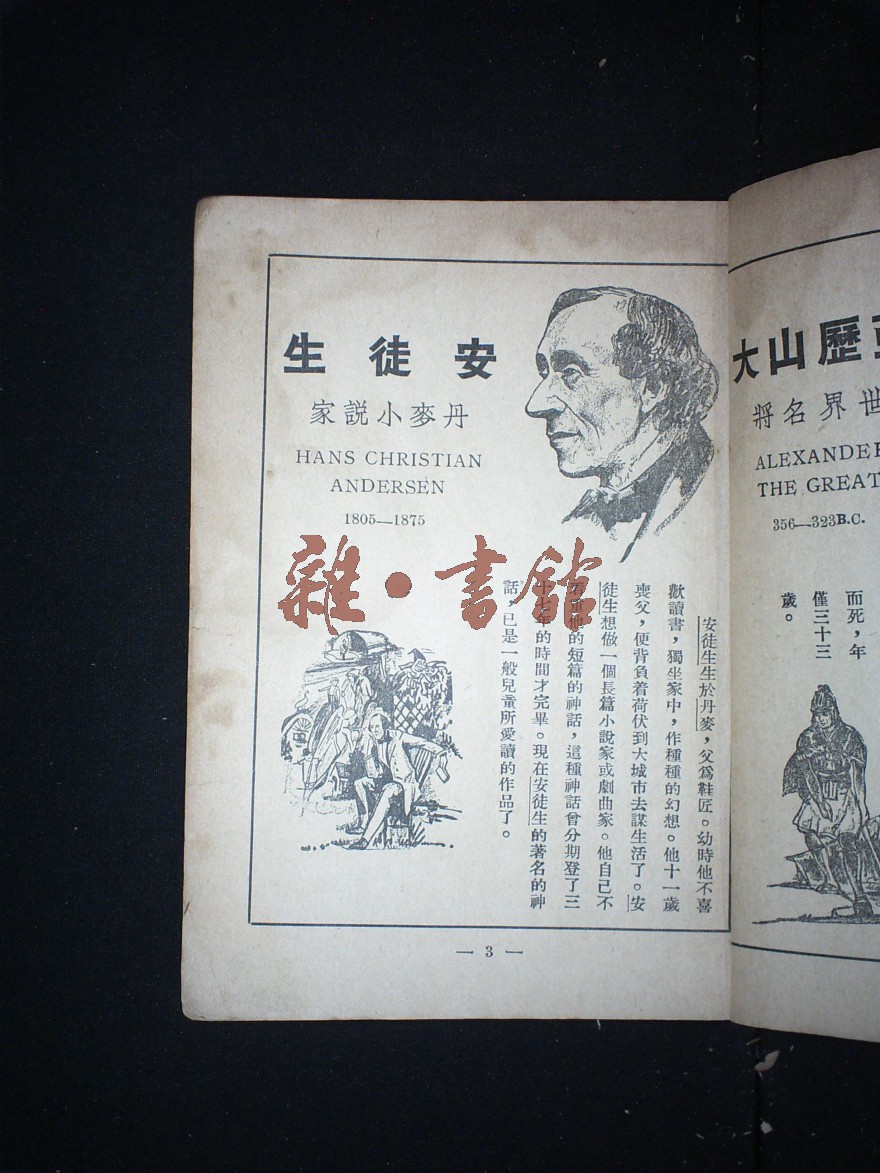 安徒生
丹麥小說家
HANS CHRISTIAN
ANDERSEN
1805—1875
安徒生生於丹麥，父爲鞋匠。幼時他不喜
歡讀書，獨坐家中，作種種的幻想。他十一歲
喪父，便背負着荷伏到大城市去謀生活了。安
徒生想做一個長篇小說家或劇曲家。他自己不
看重他的短篇的神話，這種神話曾分期登了三
十七年的時間才完畢。現在安徒生的著名的神
話，已是一般兒童所愛讀的作品了。
— 3 —
雜·書館
歷山大
世界名將
ALEXANDER
THE GREAT
356—323B.C.
而死，年
僅三十三
歲。